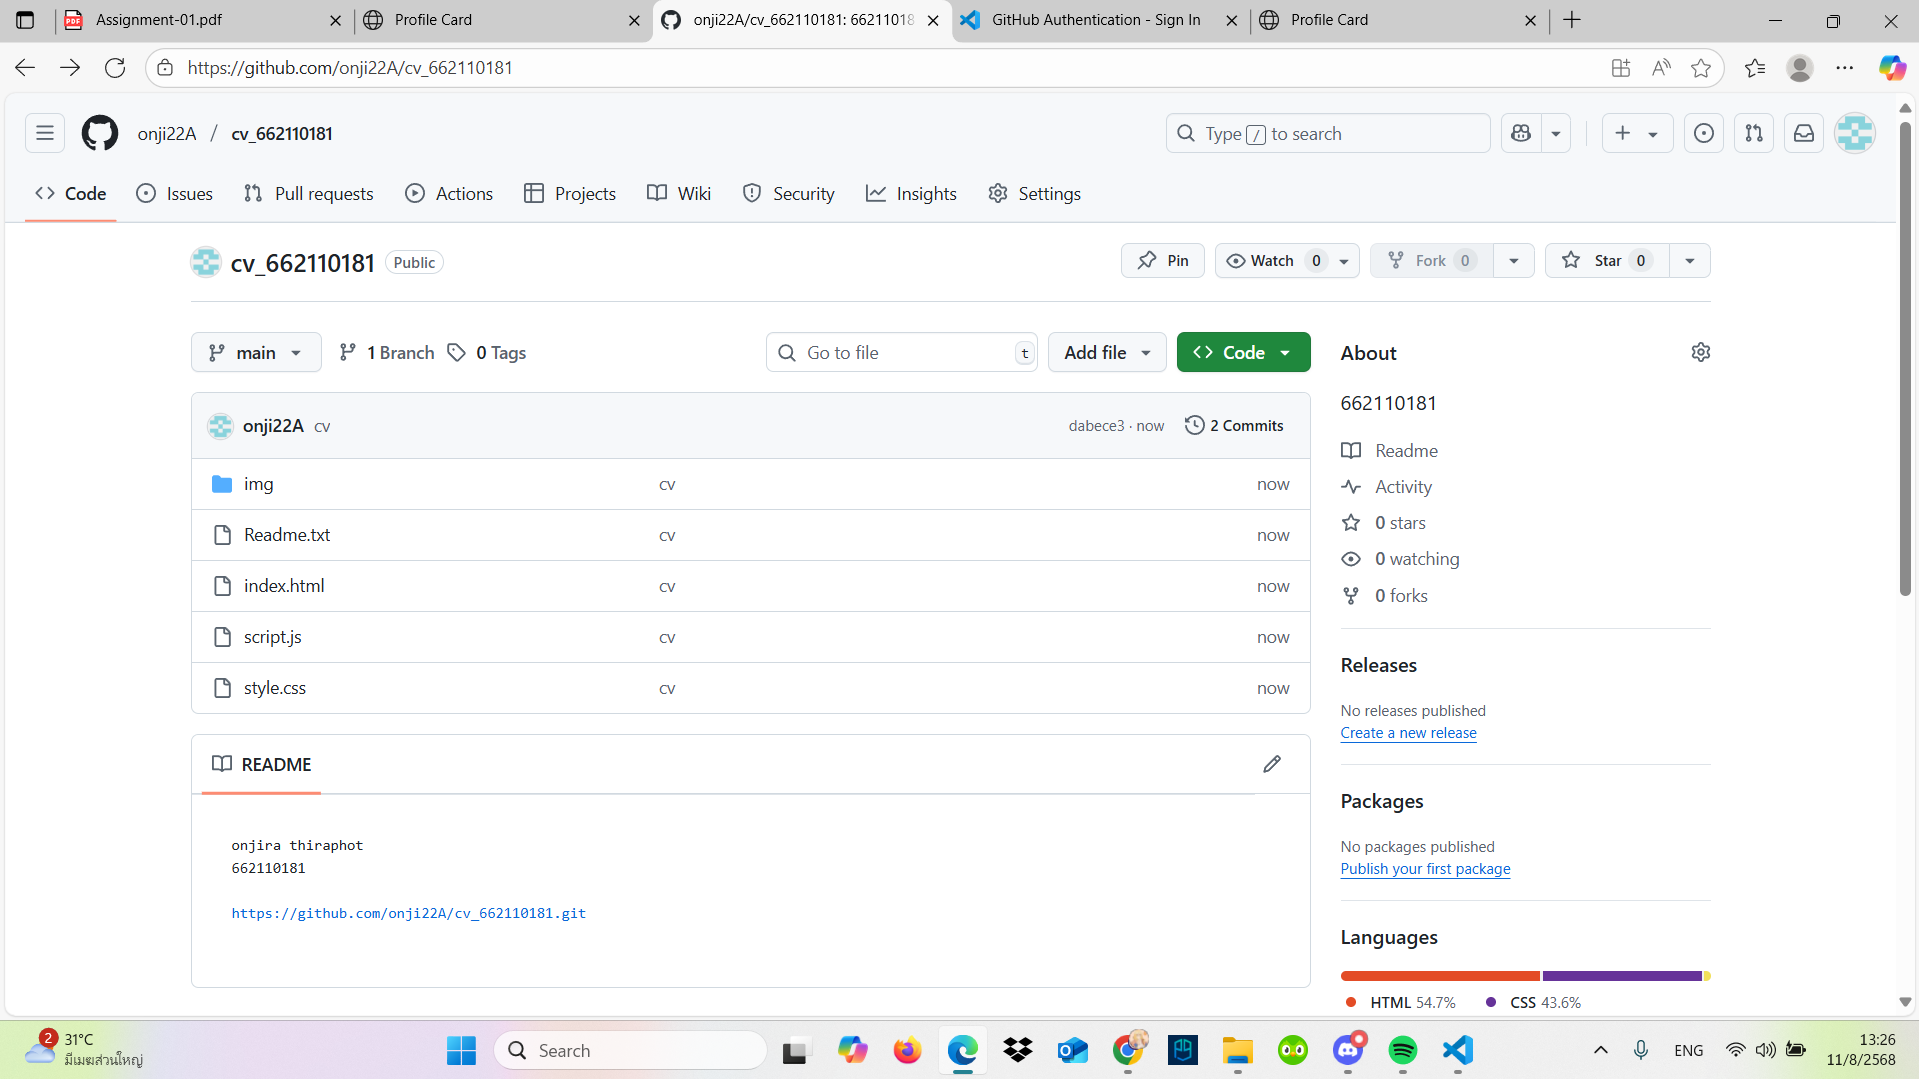 Assignment-01.pdf
Profile Card
onji22A/cv_662110181: 66211018
GitHub Authentication - Sign In
Profile Card
https://github.com/onji22A/cv_662110181
onji22A / cv_662110181
Type / to search
Code
Issues
Pull requests
Actions
Projects
Wiki
Security
Insights
Settings
cv_662110181
Public
Pin
Watch 0
Fork 0
Star 0
main
1 Branch
0 Tags
Go to file
t
Add file
Code
onji22A cv
dabece3 · now
2 Commits
img cv now
Readme.txt cv now
index.html cv now
script.js cv now
style.css cv now
README
onjira thiraphot
662110181
https://github.com/onji22A/cv_662110181.git
About
662110181
Readme
Activity
0 stars
0 watching
0 forks
Releases
No releases published
Create a new release
Packages
No packages published
Publish your first package
Languages
HTML 54.7%
CSS 43.6%
2
31°C
มีเมฆส่วนใหญ่
Search
ENG
13:26
11/8/2568